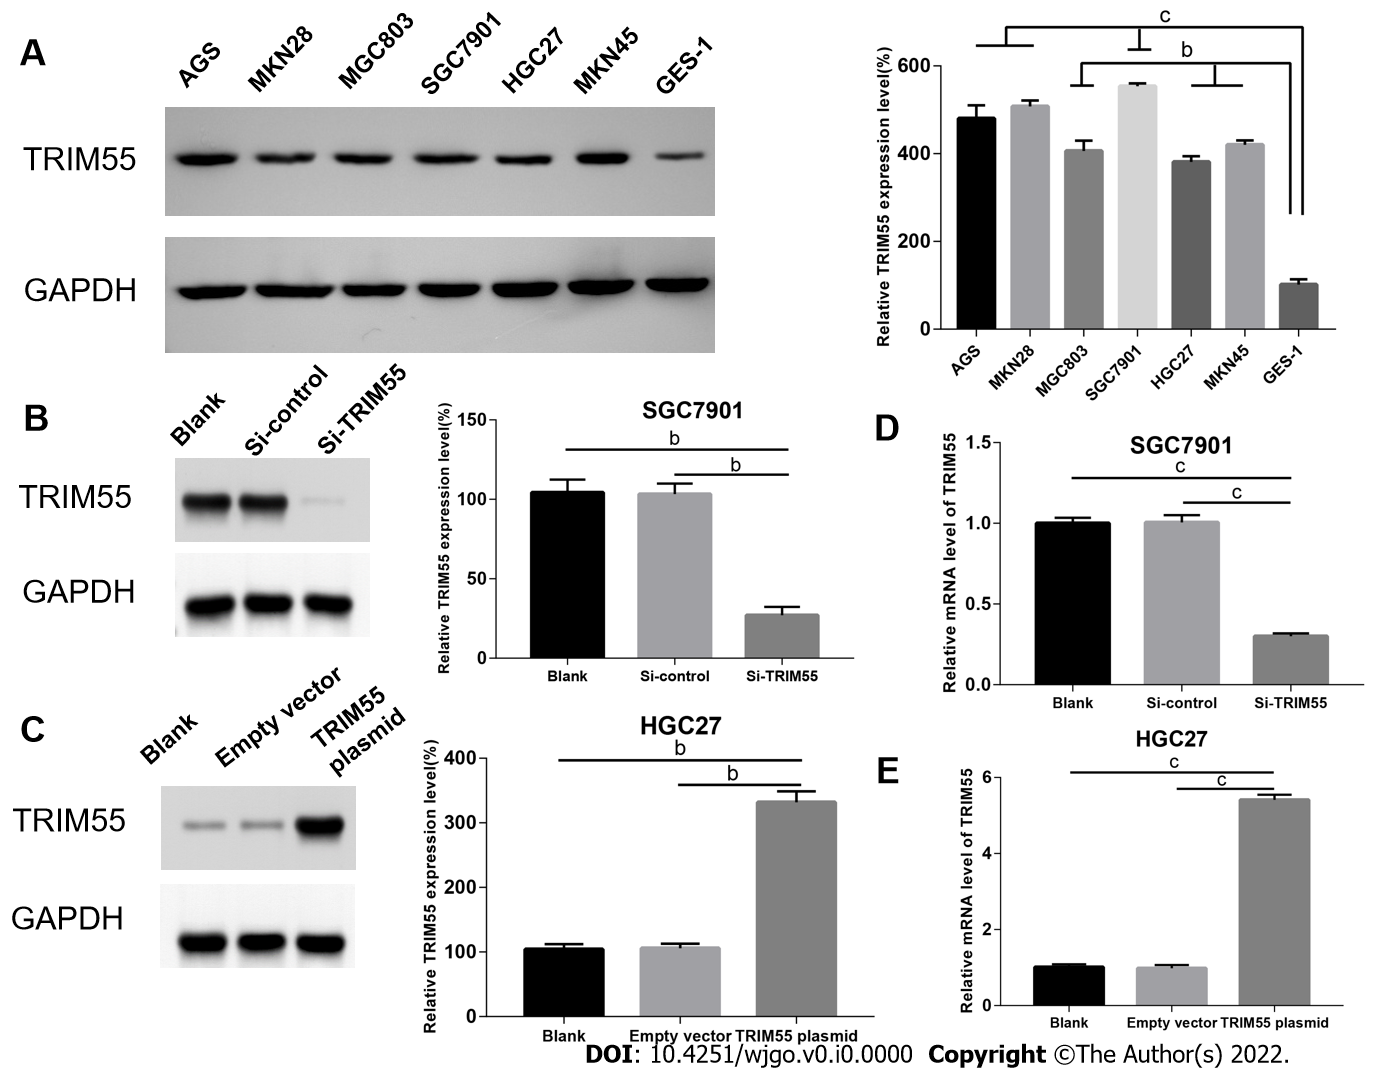 A
AGS
MKN28
MGC803
SGC7901
HGC27
MKN45
GES-1
TRIM55
GAPDH
c
b
Relative TRIM55 expression level(%)
600
400
200
0
AGS
MKN28
MGC803
SGC7901
HGC27
MKN45
GES-1
B
Blank
Si-control
Si-TRIM55
TRIM55
GAPDH
SGC7901
b
b
Relative TRIM55 expression level(%)
150
100
50
0
Blank
Si-control
Si-TRIM55
D
SGC7901
c
c
Relative mRNA level of TRIM55
1.5
1.0
0.5
0.0
Blank
Si-control
Si-TRIM55
C
Blank
Empty vector
TRIM55
plasmid
TRIM55
GAPDH
HGC27
b
b
Relative TRIM55 expression level(%)
400
300
200
100
0
Blank
Empty vector
TRIM55 plasmid
E
HGC27
c
c
Relative mRNA level of TRIM55
6
4
2
0
Blank
Empty vector
TRIM55 plasmid
DOI: 10.4251/wjgo.v0.i0.0000 Copyright ©The Author(s) 2022.